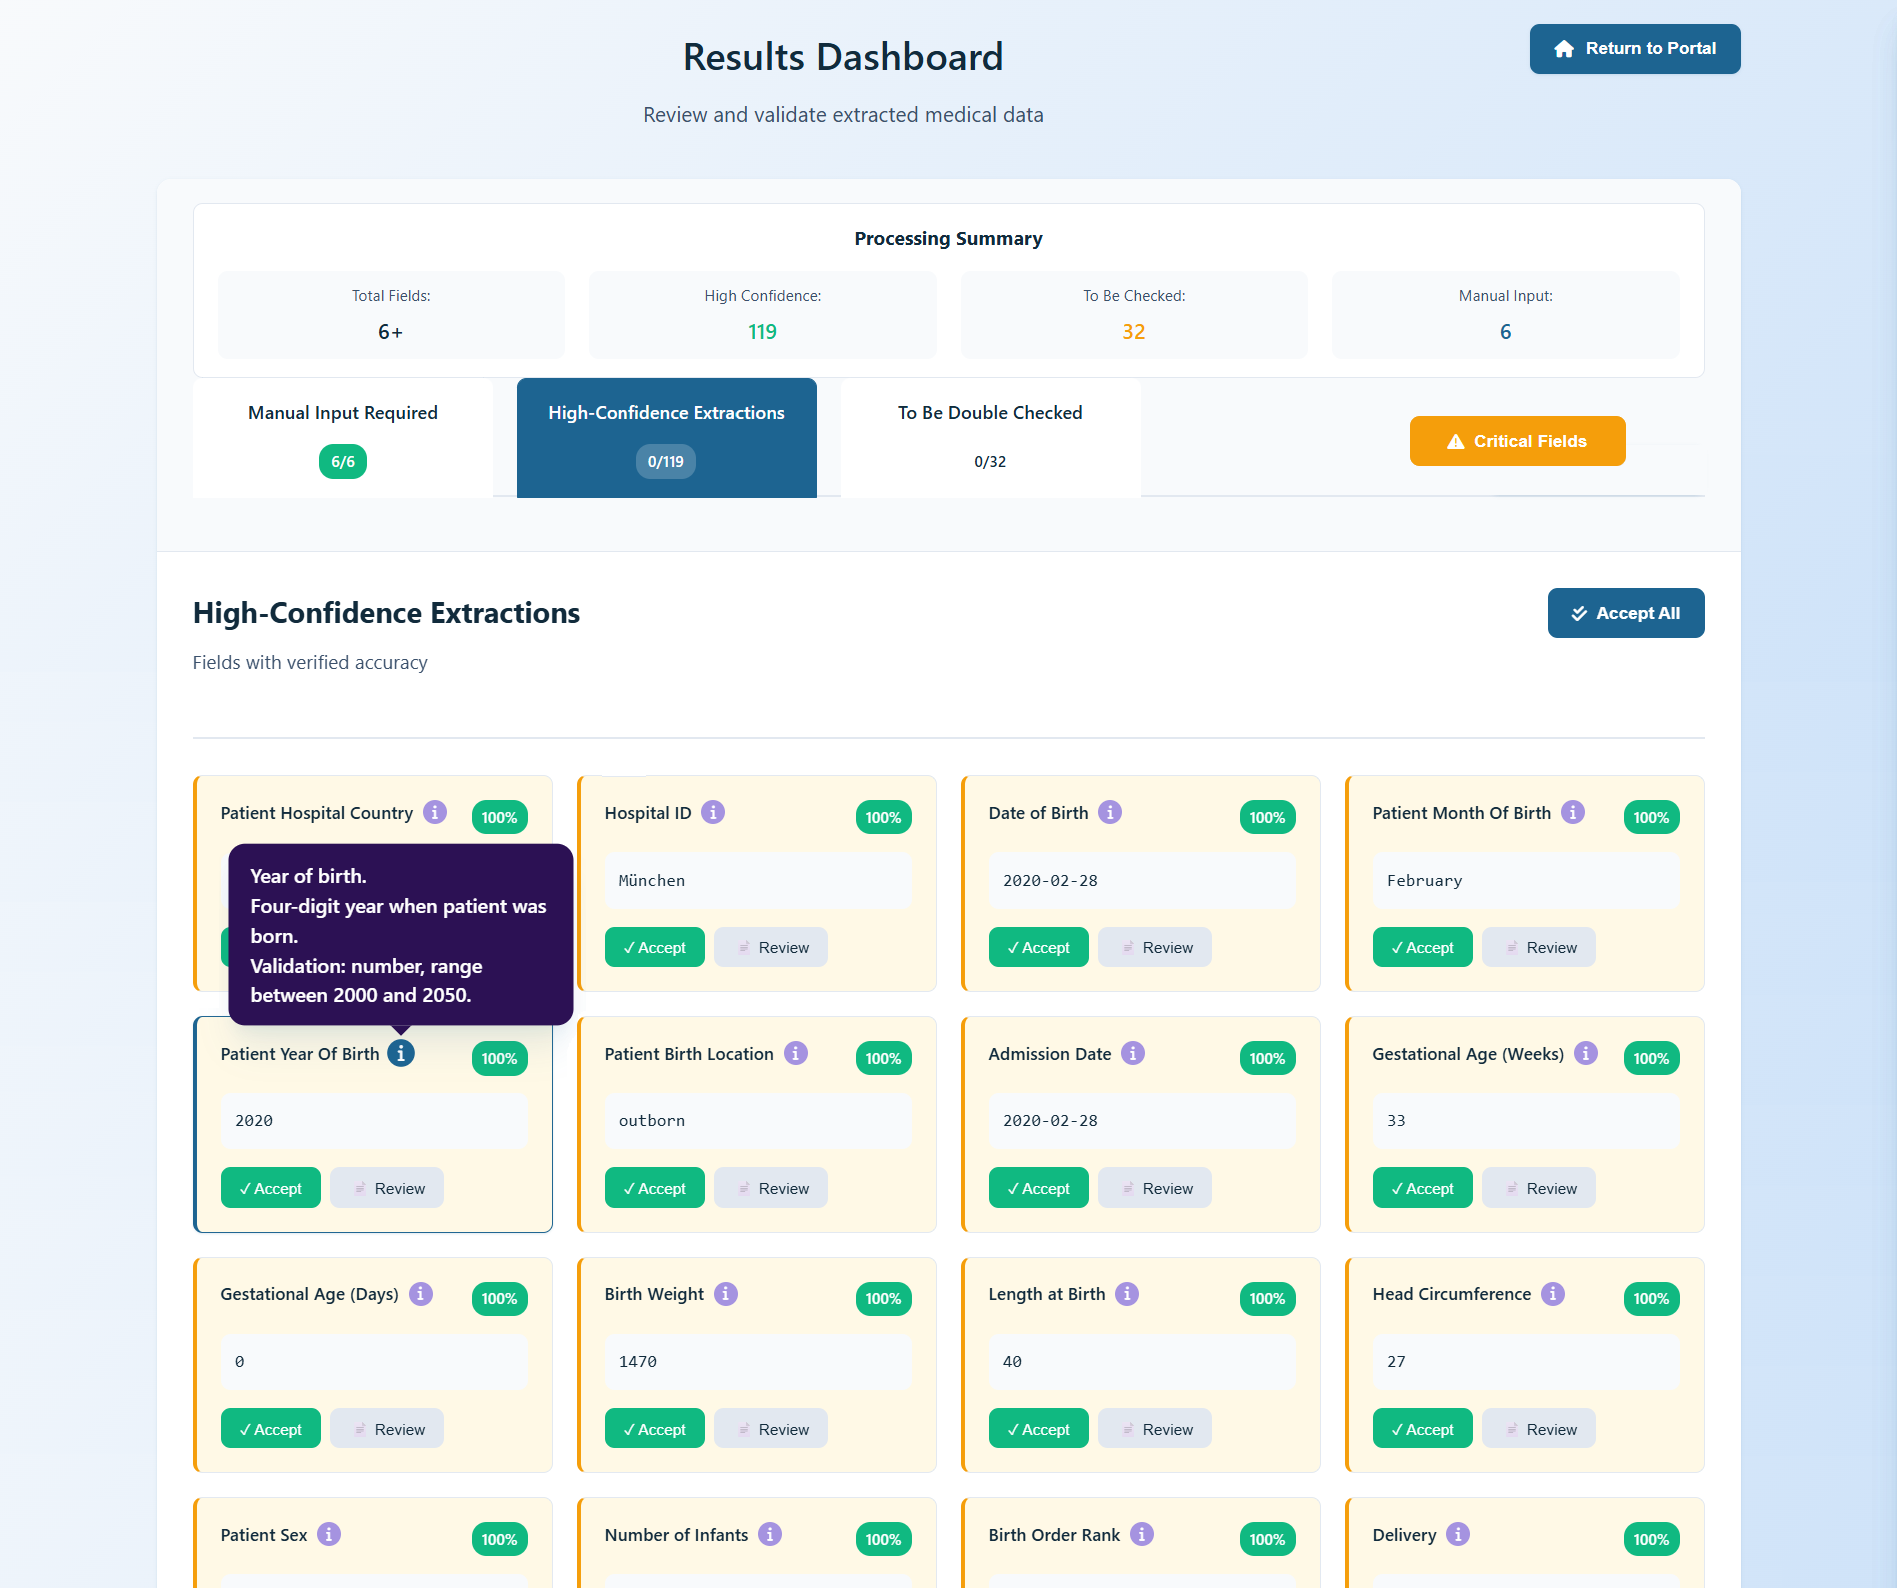 Results Dashboard
Return to Portal
Review and validate extracted medical data
Processing Summary
Total Fields:
6+
High Confidence:
119
To Be Checked:
32
Manual Input:
6
Manual Input Required
6/6
High-Confidence Extractions
0/119
To Be Double Checked
0/32
Critical Fields
High-Confidence Extractions
Accept All
Fields with verified accuracy
Patient Hospital Country
100%
Year of birth.
Four-digit year when patient was
born.
Validation: number, range
between 2000 and 2050.
Hospital ID
100%
München
✓ Accept
Review
Date of Birth
100%
2020-02-28
✓ Accept
Review
Patient Month Of Birth
100%
February
✓ Accept
Review
Patient Year Of Birth
100%
2020
✓ Accept
Review
Patient Birth Location
100%
outborn
✓ Accept
Review
Admission Date
100%
2020-02-28
✓ Accept
Review
Gestational Age (Weeks)
100%
33
✓ Accept
Review
Gestational Age (Days)
100%
0
✓ Accept
Review
Birth Weight
100%
1470
✓ Accept
Review
Length at Birth
100%
40
✓ Accept
Review
Head Circumference
100%
27
✓ Accept
Review
Patient Sex
100%
Number of Infants
100%
Birth Order Rank
100%
Delivery
100%